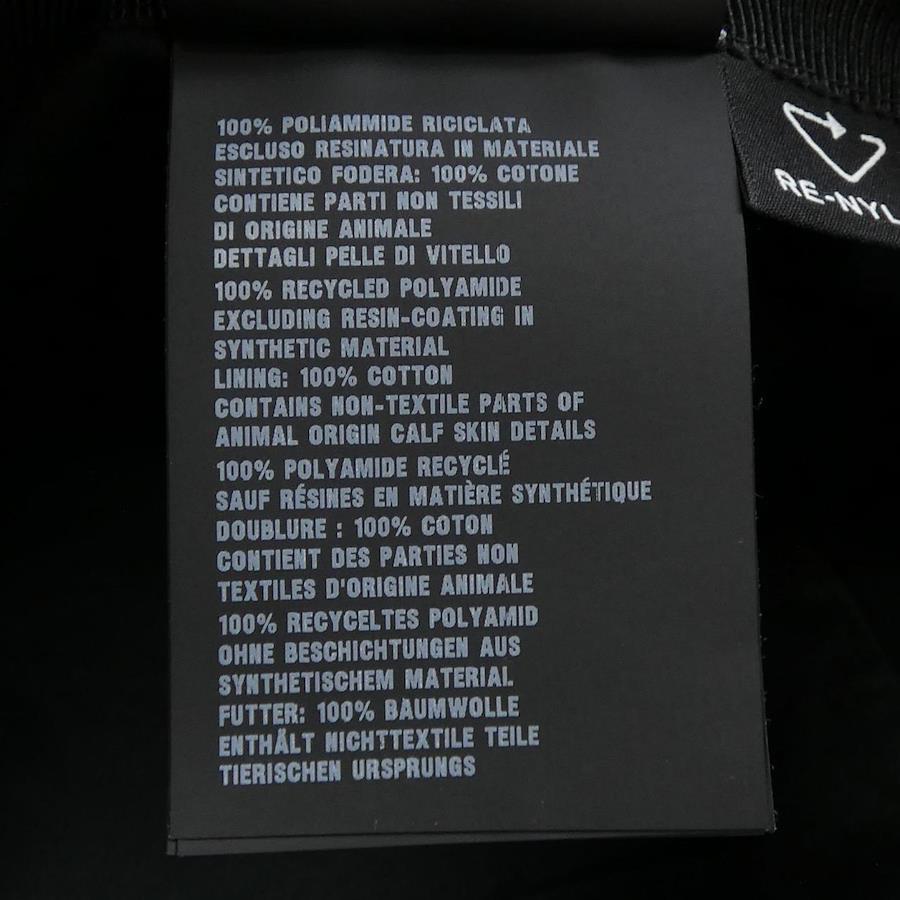 100% POLIAMMIDE RICICLATA
ESCLUSO RESINATURA IN MATERIALE
SINTETICO FODERA: 100% COTONE
CONTIENE PARTI NON TESSILI
DI ORIGINE ANIMALE
DETTAGLI PELLE DI VITELLO
100% RECYCLED POLYAMIDE
EXCLUDING RESIN-COATING IN
SYNTHETIC MATERIAL
LINING: 100% COTTON
CONTAINS NON-TEXTILE PARTS OF
ANIMAL ORIGIN CALF SKIN DETAILS
100% POLYAMIDE RECYCLÉ
SAUF RÉSINES EN MATIÈRE SYNTHÉTIQUE
DOUBLURE : 100% COTON
CONTIENT DES PARTIES NON
TEXTILES D'ORIGINE ANIMALE
100% RECYCELTES POLYAMID
OHNE BESCHICHTUNGEN AUS
SYNTHETISCHEM MATERIAL
FUTTER: 100% BAUMWOLLE
ENTHÄLT NICHTTEXTILE TEILE
TIERISCHEN URSPRUNGS
RE-NYL